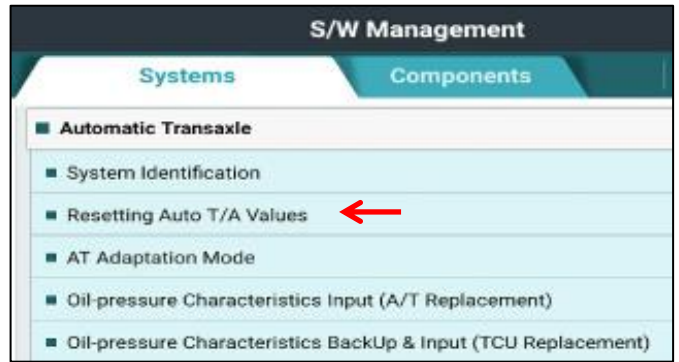 S/W Management
Systems
Components
Automatic Transaxle
System Identification
Resetting Auto T/A Values
AT Adaptation Mode
Oil-pressure Characteristics Input (A/T Replacement)
Oil-pressure Characteristics BackUp & Input (TCU Replacement)